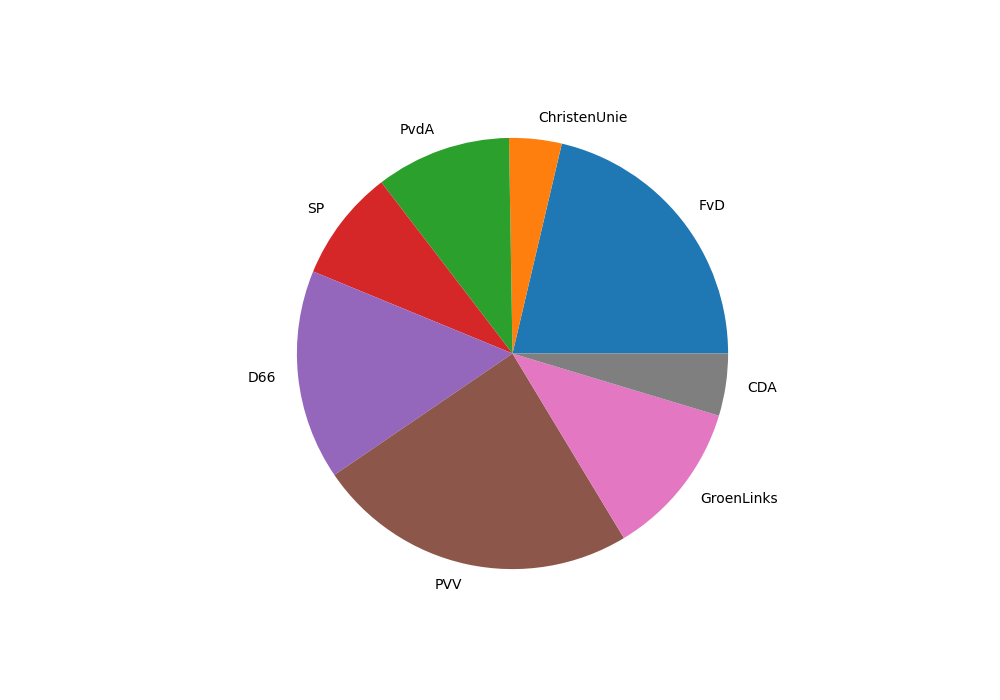 ChristenUnie
PvdA
FvD
SP
D66
CDA
GroenLinks
PVV